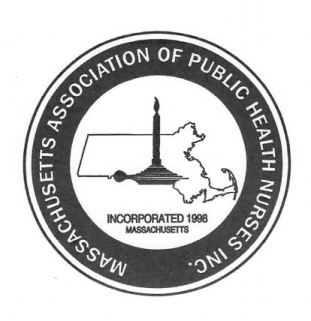 MASSACHUSETTS ASSOCIATION OF PUBLIC HEALTH NURSES INC.
INCORPORATED 1998
MASSACHUSETTS